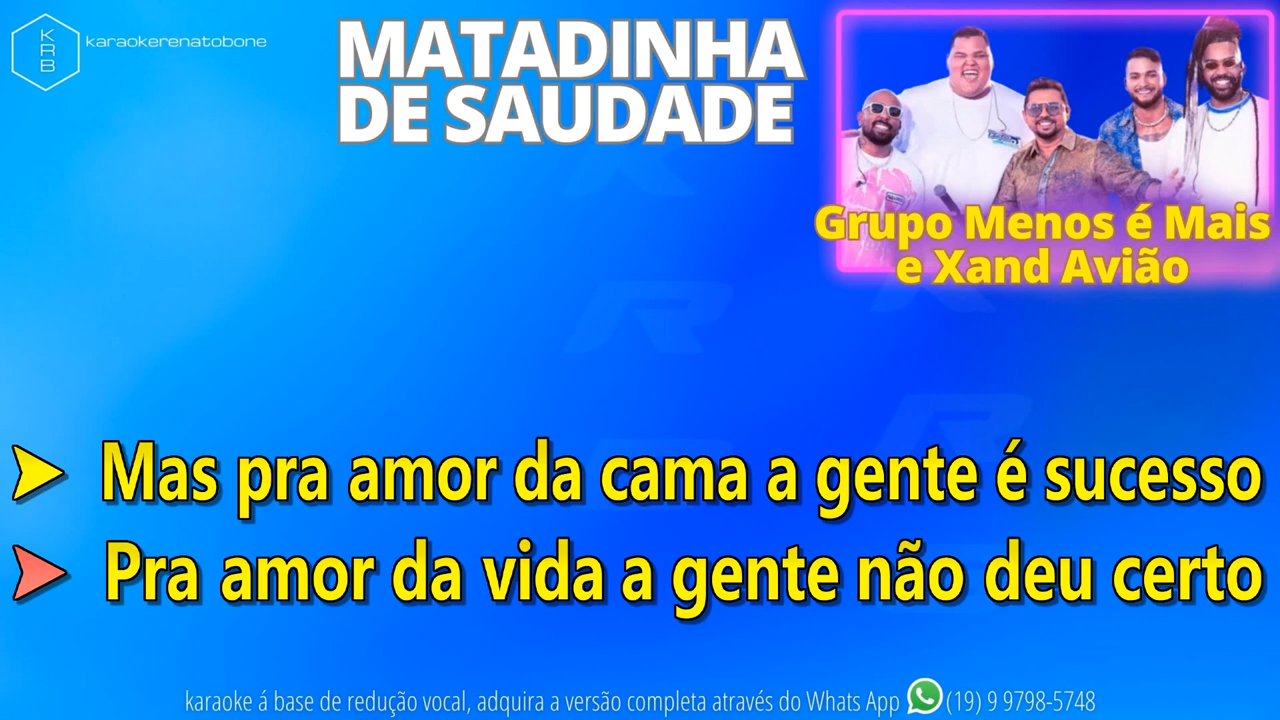 KRB
karaokerenatobone
MATADINHA
DE SAUDADE
Grupo Menos é Mais
e Xand Avião
Mas pra amor da cama a gente é sucesso
Pra amor da vida a gente não deu certo
karaoke á base de redução vocal, adquira a versão completa através do Whats App (19) 9 9798-5748